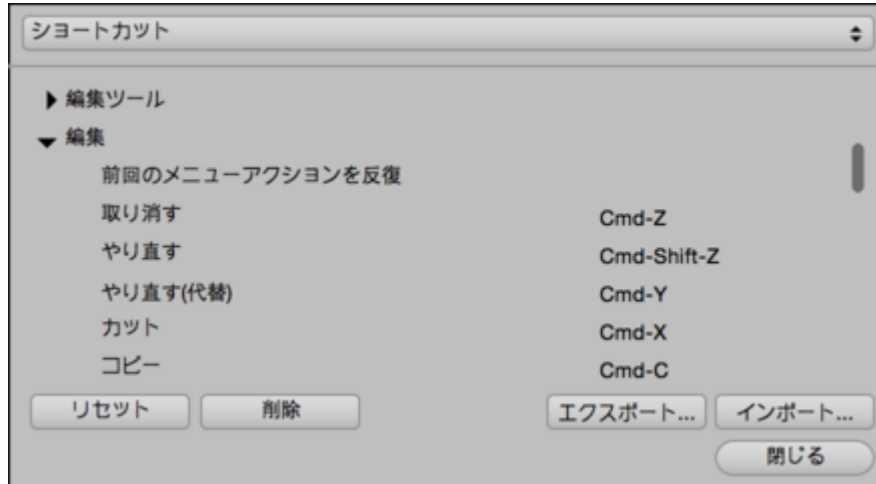 ショートカット
編集ツール
編集
前回のメニューアクションを反復
取り消す Cmd-Z
やり直す Cmd-Shift-Z
やり直す(代替) Cmd-Y
カット Cmd-X
コピー Cmd-C
リセット 削除 エクスポート... インポート...
閉じる